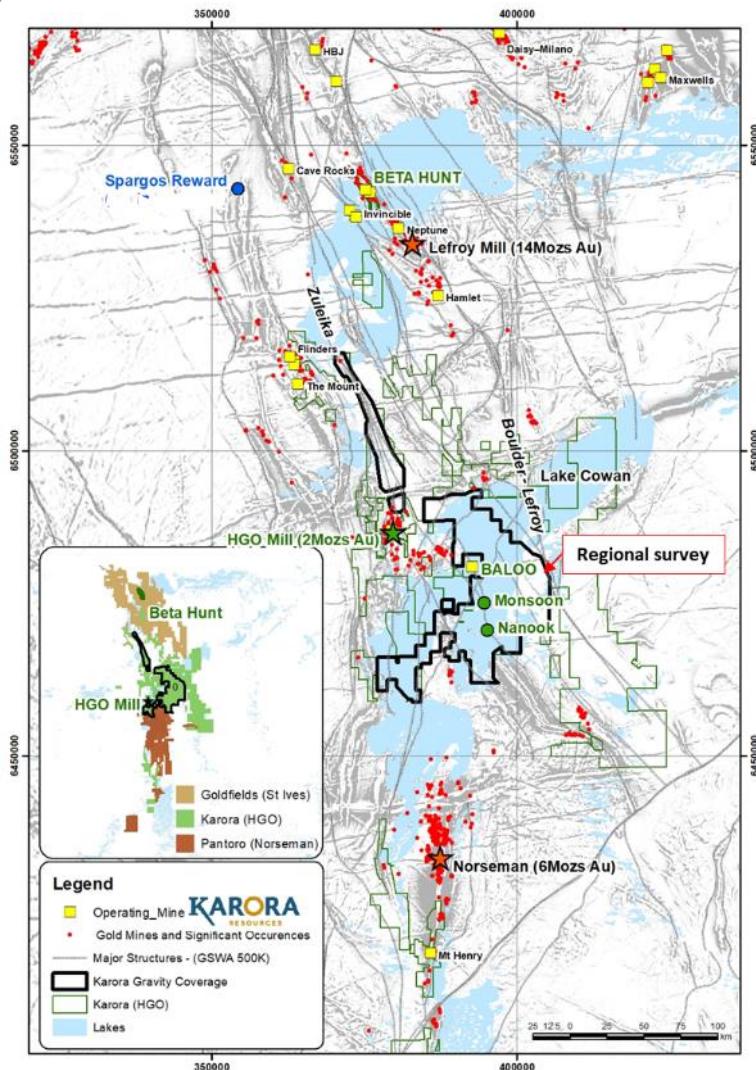 350000
400000
HBJ
Daisy–Milano
Maxwells
6550000
6550000
Cave Rocks
BETA HUNT
Spargos Reward
Invincible
Neptune
Lefroy Mill (14Mozs Au)
Hamlet
Zuleika
Flinders
The Mount
6500000
6500000
Boulder - Lefroy
Lake Cowan
HGO Mill (2Mozs Au)
BALOO
Regional survey
Monsoon
Nanook
Beta Hunt
HGO Mill
Goldfields (St Ives)
Karora (HGO)
Pantoro (Norseman)
6450000
6450000
Norseman (6Mozs Au)
Mt Henry
Legend
Operating_Mine
KARORA
RESOURCES
Gold Mines and Significant Occurences
Major Structures - (GSWA 500K)
Karora Gravity Coverage
Karora (HGO)
Lakes
25 12.5 0 25 50 75 100
km
350000
400000